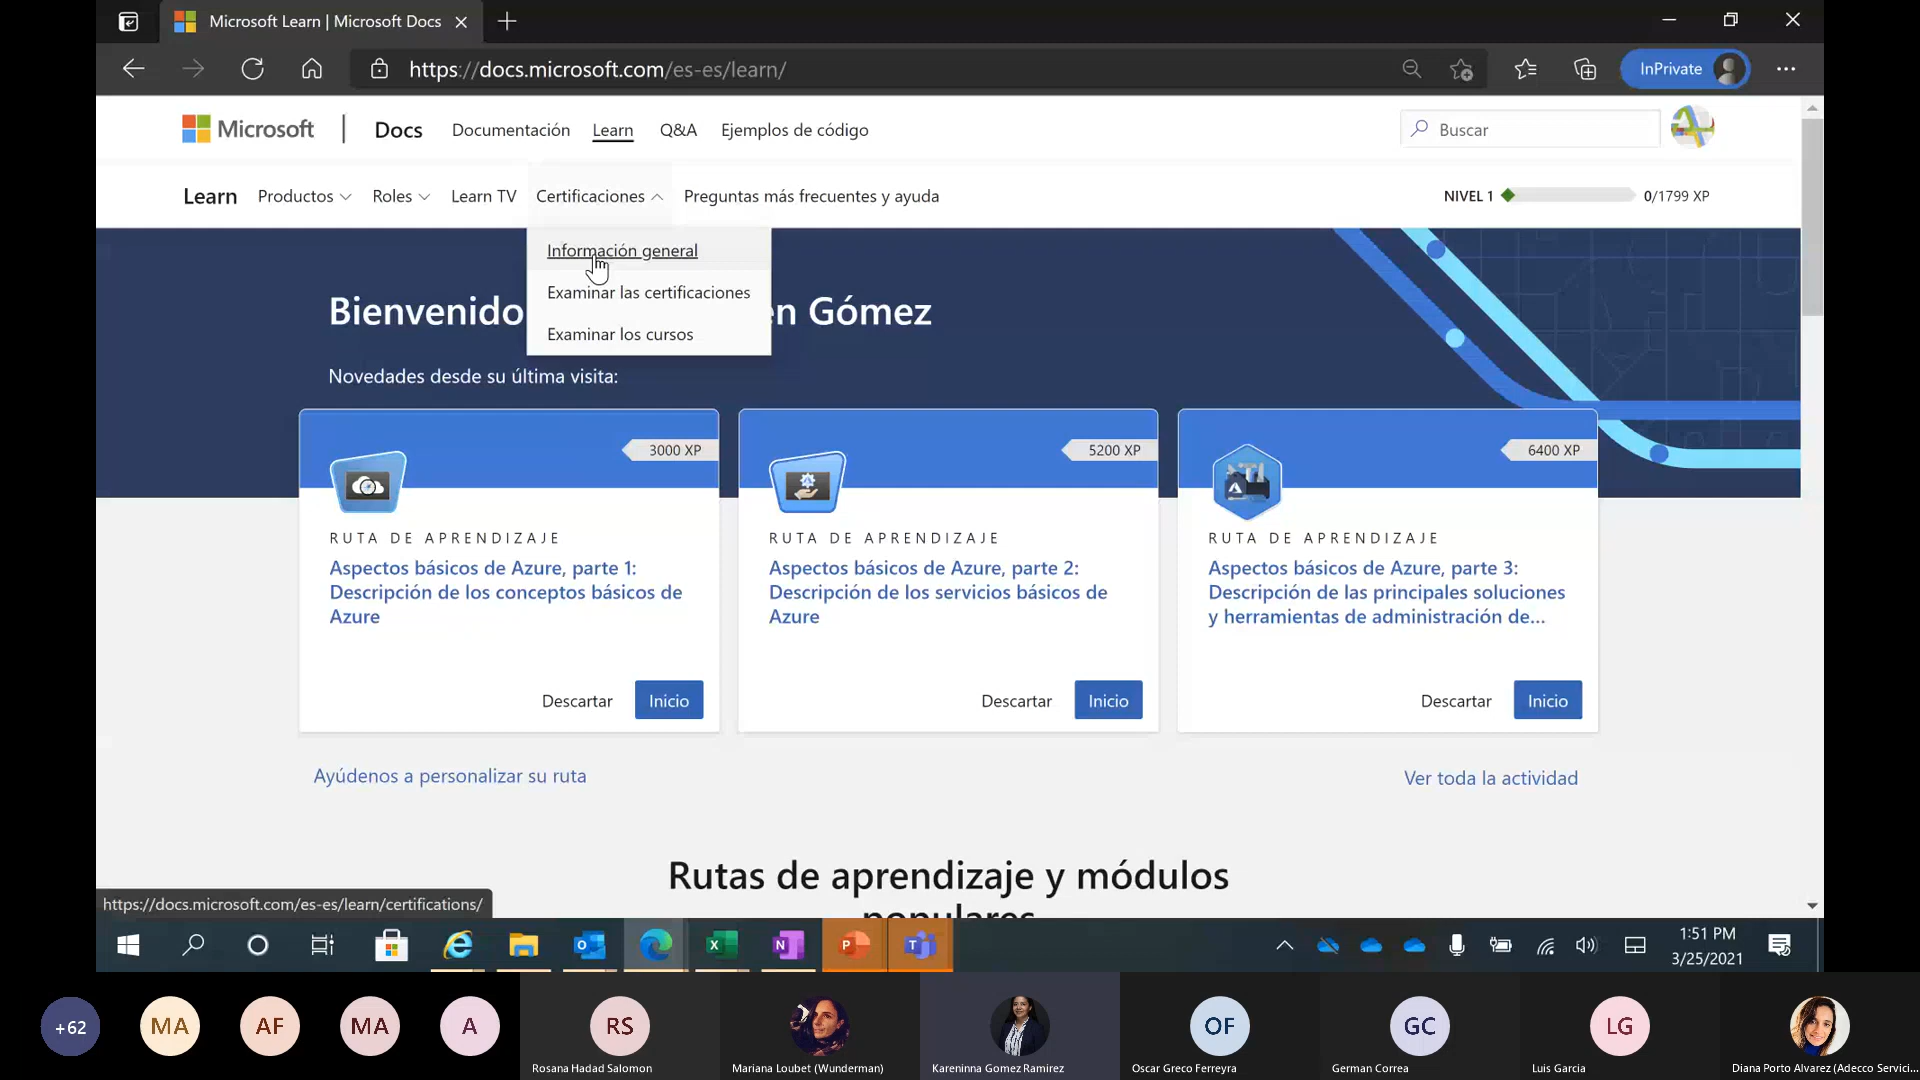 Microsoft Learn | Microsoft Docs
https://docs.microsoft.com/es-es/learn/
InPrivate
Microsoft
Docs
Documentación
Learn
Q&A
Ejemplos de código
Buscar
Learn
Productos
Roles
Learn TV
Certificaciones
Preguntas más frecuentes y ayuda
NIVEL 1
0/1799 XP
Información general
Examinar las certificaciones
Examinar los cursos
Bienvenido
n Gómez
Novedades desde su última visita:
3000 XP
RUTA DE APRENDIZAJE
Aspectos básicos de Azure, parte 1:
Descripción de los conceptos básicos de
Azure
Descartar
Inicio
5200 XP
RUTA DE APRENDIZAJE
Aspectos básicos de Azure, parte 2:
Descripción de los servicios básicos de
Azure
Descartar
Inicio
6400 XP
RUTA DE APRENDIZAJE
Aspectos básicos de Azure, parte 3:
Descripción de las principales soluciones
y herramientas de administración de...
Descartar
Inicio
Ayúdenos a personalizar su ruta
Ver toda la actividad
Rutas de aprendizaje y módulos
populares
https://docs.microsoft.com/es-es/learn/certifications/
1:51 PM
3/25/2021
+62
MA
AF
MA
A
RS
Rosana Hadad Salomon
Mariana Loubet (Wunderman)
Kareninna Gomez Ramirez
OF
Oscar Greco Ferreyra
GC
German Correa
LG
Luis Garcia
Diana Porto Alvarez (Adecco Servici...